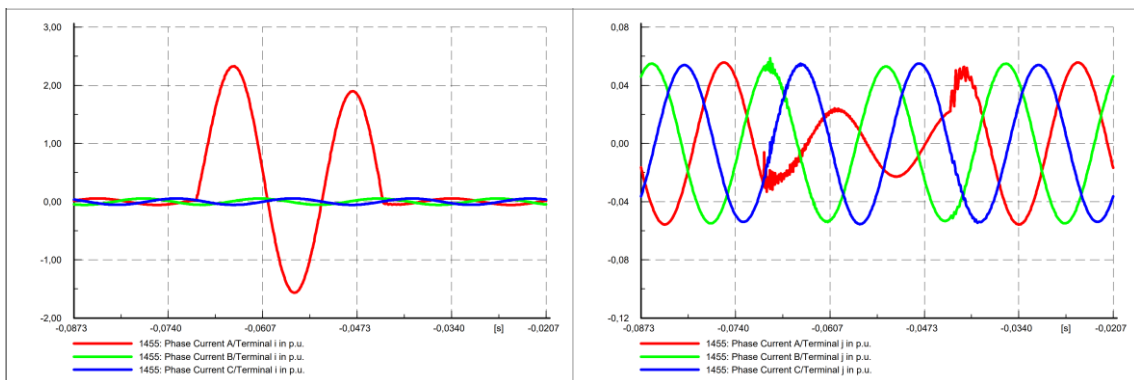 3,00
2,00
1,00
0,00
-1,00
-2,00
-0,0873 -0,0740 -0,0607 -0,0473 -0,0340 [s] -0,0207
1455: Phase Current A/Terminal i in p.u.
1455: Phase Current B/Terminal i in p.u.
1455: Phase Current C/Terminal i in p.u.
0,08
0,04
0,00
-0,04
-0,08
-0,12
-0,0873 -0,0740 -0,0607 -0,0473 -0,0340 [s] -0,0207
1455: Phase Current A/Terminal j in p.u.
1455: Phase Current B/Terminal j in p.u.
1455: Phase Current C/Terminal j in p.u.